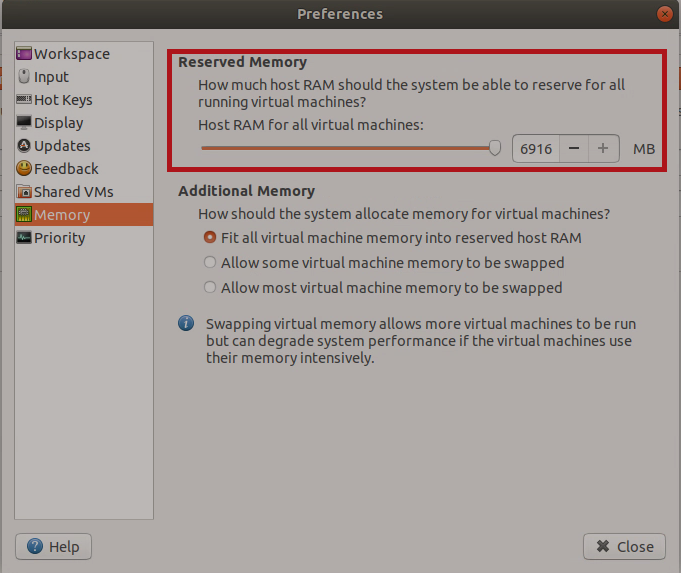 Preferences
Workspace
Input
Hot Keys
Display
Updates
Feedback
Shared VMs
Memory
Priority
Reserved Memory
How much host RAM should the system be able to reserve for all
running virtual machines?
Host RAM for all virtual machines:
6916 − + MB
Additional Memory
How should the system allocate memory for virtual machines?
Fit all virtual machine memory into reserved host RAM
Allow some virtual machine memory to be swapped
Allow most virtual machine memory to be swapped
Swapping virtual memory allows more virtual machines to be run
but can degrade system performance if the virtual machines use
their memory intensively.
Help
Close